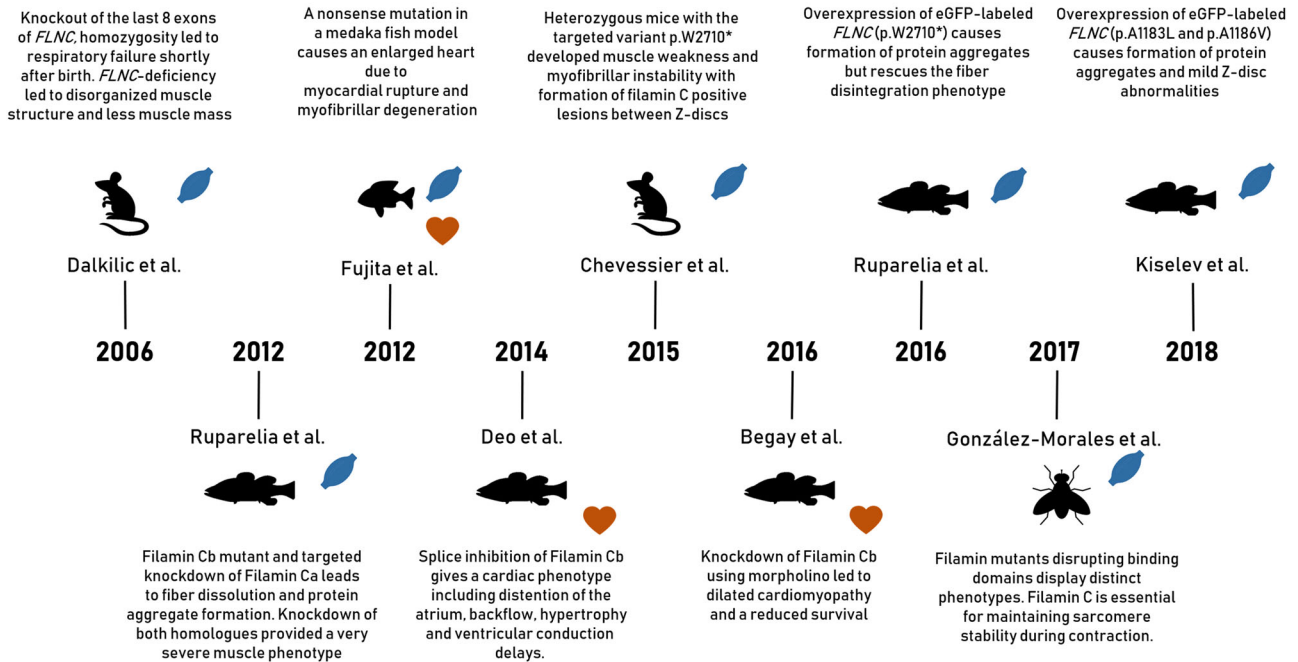 Knockout of the last 8 exons
of FLNC, homozygosity led to
respiratory failure shortly
after birth. FLNC-deficiency
led to disorganized muscle
structure and less muscle mass
A nonsense mutation in
a medaka fish model
causes an enlarged heart
due to
myocardial rupture and
myofibrillar degeneration
Heterozygous mice with the
targeted variant p.W2710*
developed muscle weakness and
myofibrillar instability with
formation of filamin C positive
lesions between Z-discs
Overexpression of eGFP-labeled
FLNC (p.W2710*) causes
formation of protein aggregates
but rescues the fiber
disintegration phenotype
Overexpression of eGFP-labeled
FLNC (p.A1183L and p.A1186V)
causes formation of protein
aggregates and mild Z-disc
abnormalities
Dalkilic et al.
Fujita et al.
Chevessier et al.
Ruparelia et al.
Kiselev et al.
2006
2012
2012
2014
2015
2016
2016
2017
2018
Ruparelia et al.
Deo et al.
Begay et al.
González-Morales et al.
Filamin Cb mutant and targeted
knockdown of Filamin Ca leads
to fiber dissolution and protein
aggregate formation. Knockdown of
both homologues provided a very
severe muscle phenotype
Splice inhibition of Filamin Cb
gives a cardiac phenotype
including distention of the
atrium, backflow, hypertrophy
and ventricular conduction
delays.
Knockdown of Filamin Cb
using morpholino led to
dilated cardiomyopathy
and a reduced survival
Filamin mutants disrupting binding
domains display distinct
phenotypes. Filamin C is essential
for maintaining sarcomere
stability during contraction.